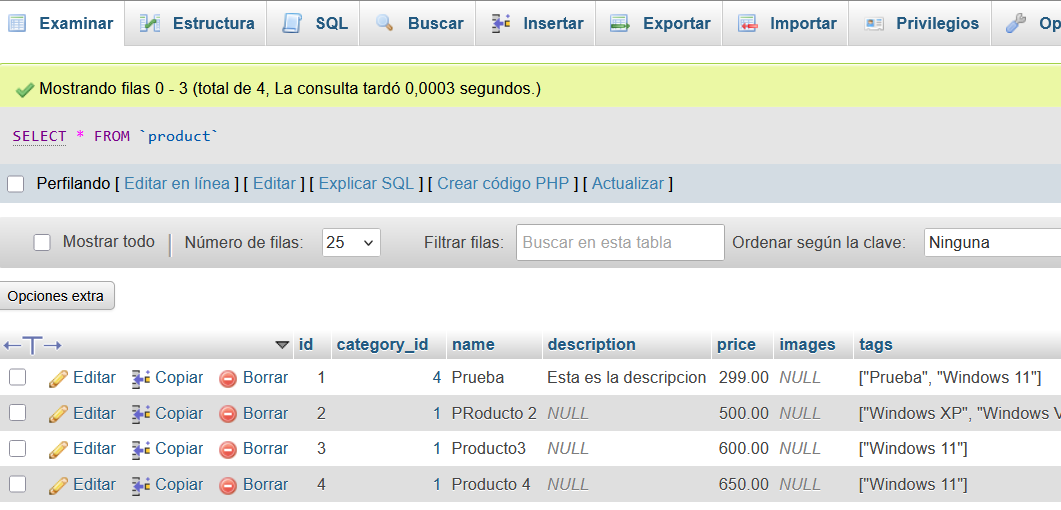 Examinar Estructura SQL Buscar Insertar Exportar Importar Privilegios Op
Mostrando filas 0 - 3 (total de 4, La consulta tardó 0,0003 segundos.)
SELECT * FROM `product`
Perfilando [ Editar en línea ] [ Editar ] [ Explicar SQL ] [ Crear código PHP ] [ Actualizar ]
Mostrar todo Número de filas: 25 Filtrar filas: Buscar en esta tabla Ordenar según la clave: Ninguna
Opciones extra
←T→ id category_id name description price images tags
Editar Copiar Borrar 1 4 Prueba Esta es la descripcion 299.00 NULL ["Prueba", "Windows 11"]
Editar Copiar Borrar 2 1 PRoducto 2 NULL 500.00 NULL ["Windows XP", "Windows V
Editar Copiar Borrar 3 1 Producto3 NULL 600.00 NULL ["Windows 11"]
Editar Copiar Borrar 4 1 Producto 4 NULL 650.00 NULL ["Windows 11"]